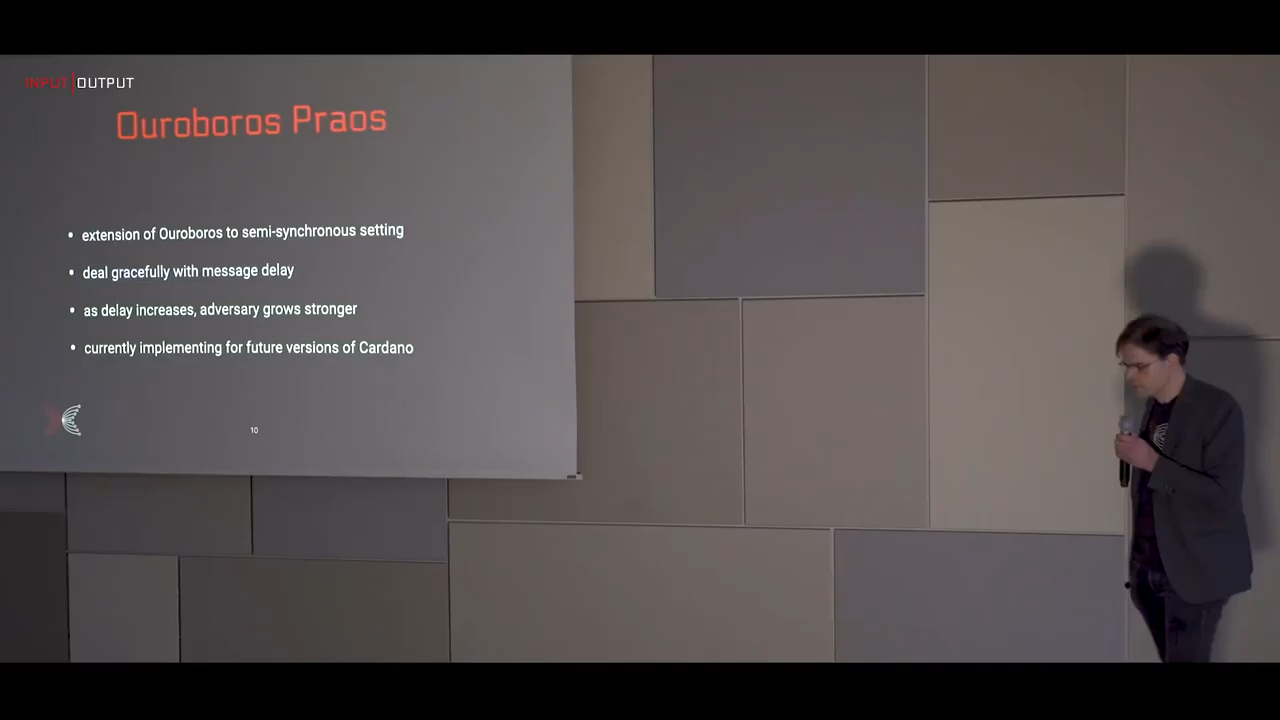 INPUT|OUTPUT
Ouroboros Praos
• extension of Ouroboros to semi-synchronous setting
• deal gracefully with message delay
• as delay increases, adversary grows stronger
• currently implementing for future versions of Cardano
10